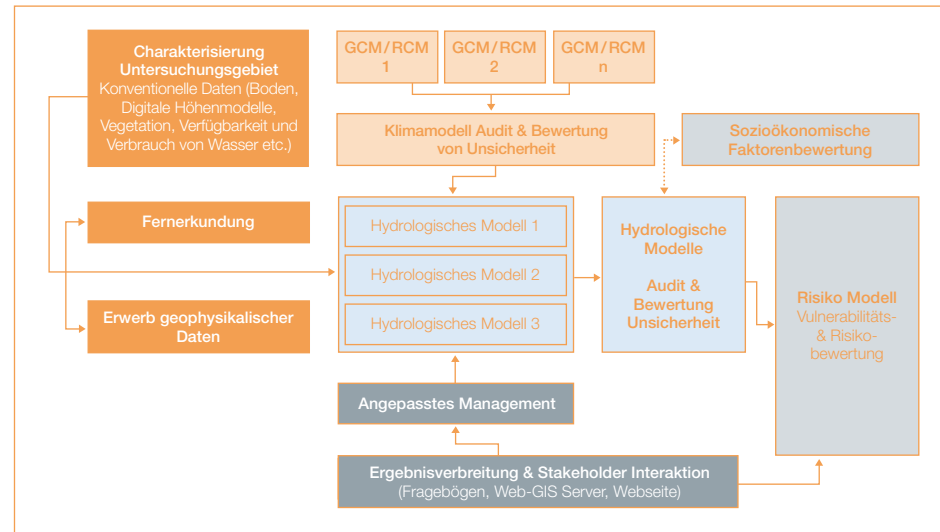 Charakterisierung
Untersuchungsgebiet
Konventionelle Daten (Boden,
Digitale Höhenmodelle,
Vegetation, Verfügbarkeit und
Verbrauch von Wasser etc.)
GCM/RCM
1
GCM/RCM
2
GCM/RCM
n
Klimamodell Audit & Bewertung
von Unsicherheit
Sozioökonomische
Faktorenbewertung
Fernerkundung
Erwerb geophysikalischer
Daten
Hydrologisches Modell 1
Hydrologisches Modell 2
Hydrologisches Modell 3
Hydrologische
Modelle
Audit &
Bewertung
Unsicherheit
Risiko Modell
Vulnerabilitäts-
& Risiko-
bewertung
Angepasstes Management
Ergebnisverbreitung & Stakeholder Interaktion
(Fragebögen, Web-GIS Server, Webseite)